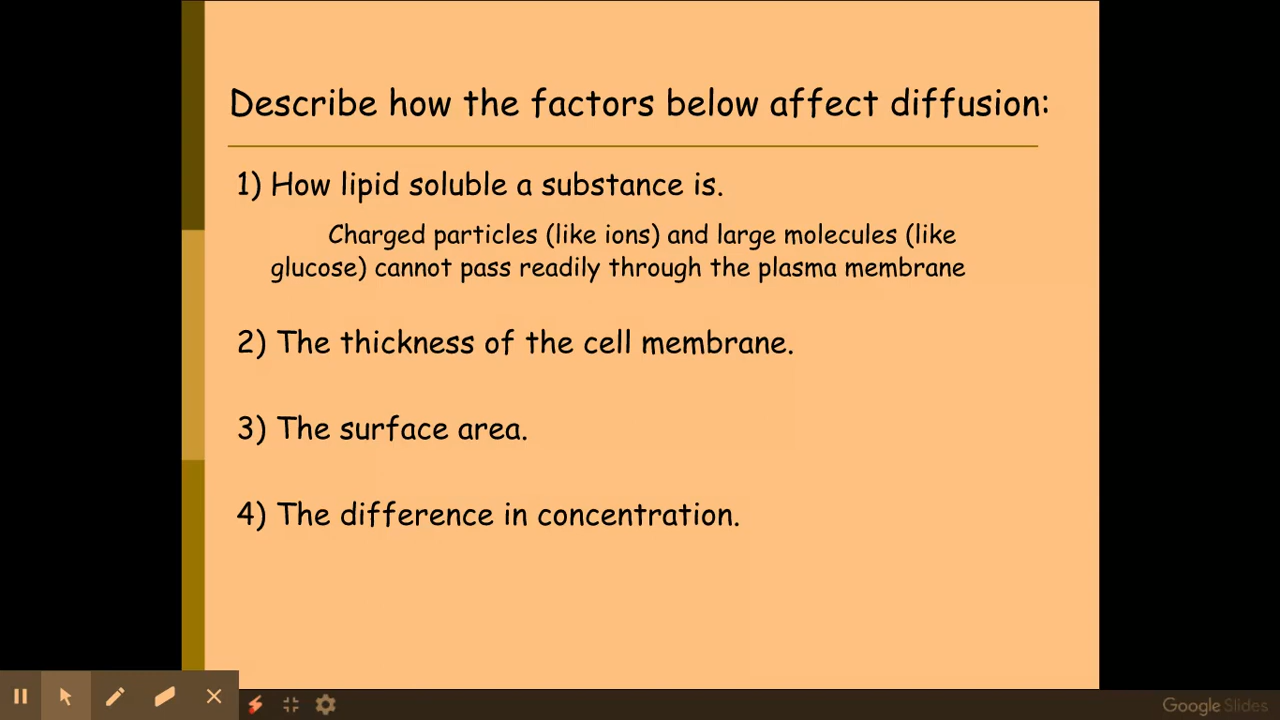 Describe how the factors below affect diffusion:
1) How lipid soluble a substance is.
Charged particles (like ions) and large molecules (like
glucose) cannot pass readily through the plasma membrane
2) The thickness of the cell membrane.
3) The surface area.
4) The difference in concentration.
Google Slides